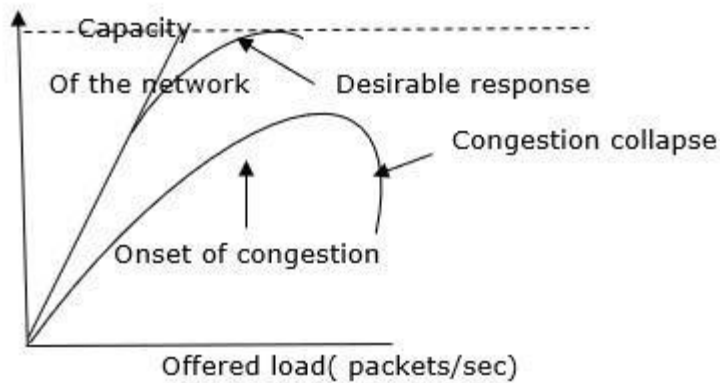 Capacity
Of the network
Desirable response
Congestion collapse
Onset of congestion
Offered load( packets/sec)